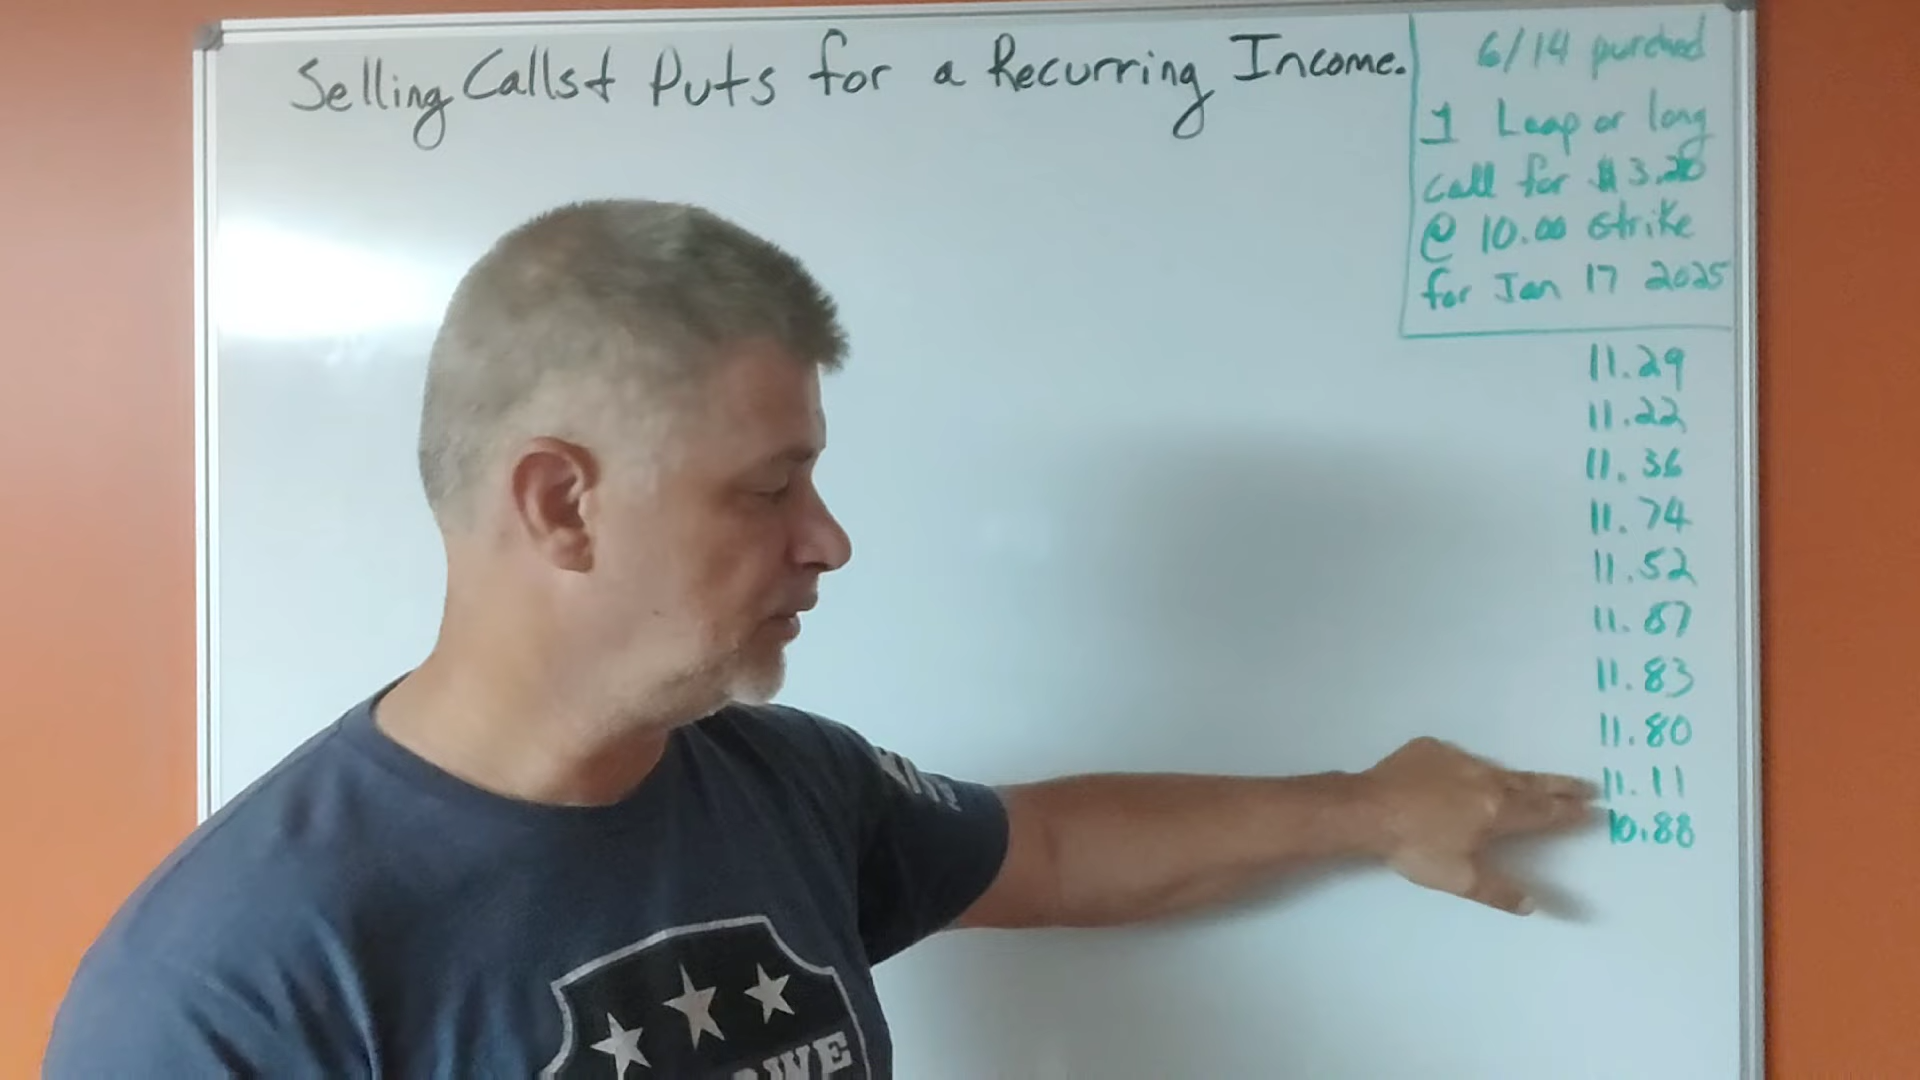 Selling Calls + Puts for a Recurring Income.
6/14 purched
1 Leap or long
call for $3.20
@ 10.00 strike
for Jan 17 2025
11.29
11.22
11.36
11.74
11.52
11.87
11.83
11.80
11.11
10.88